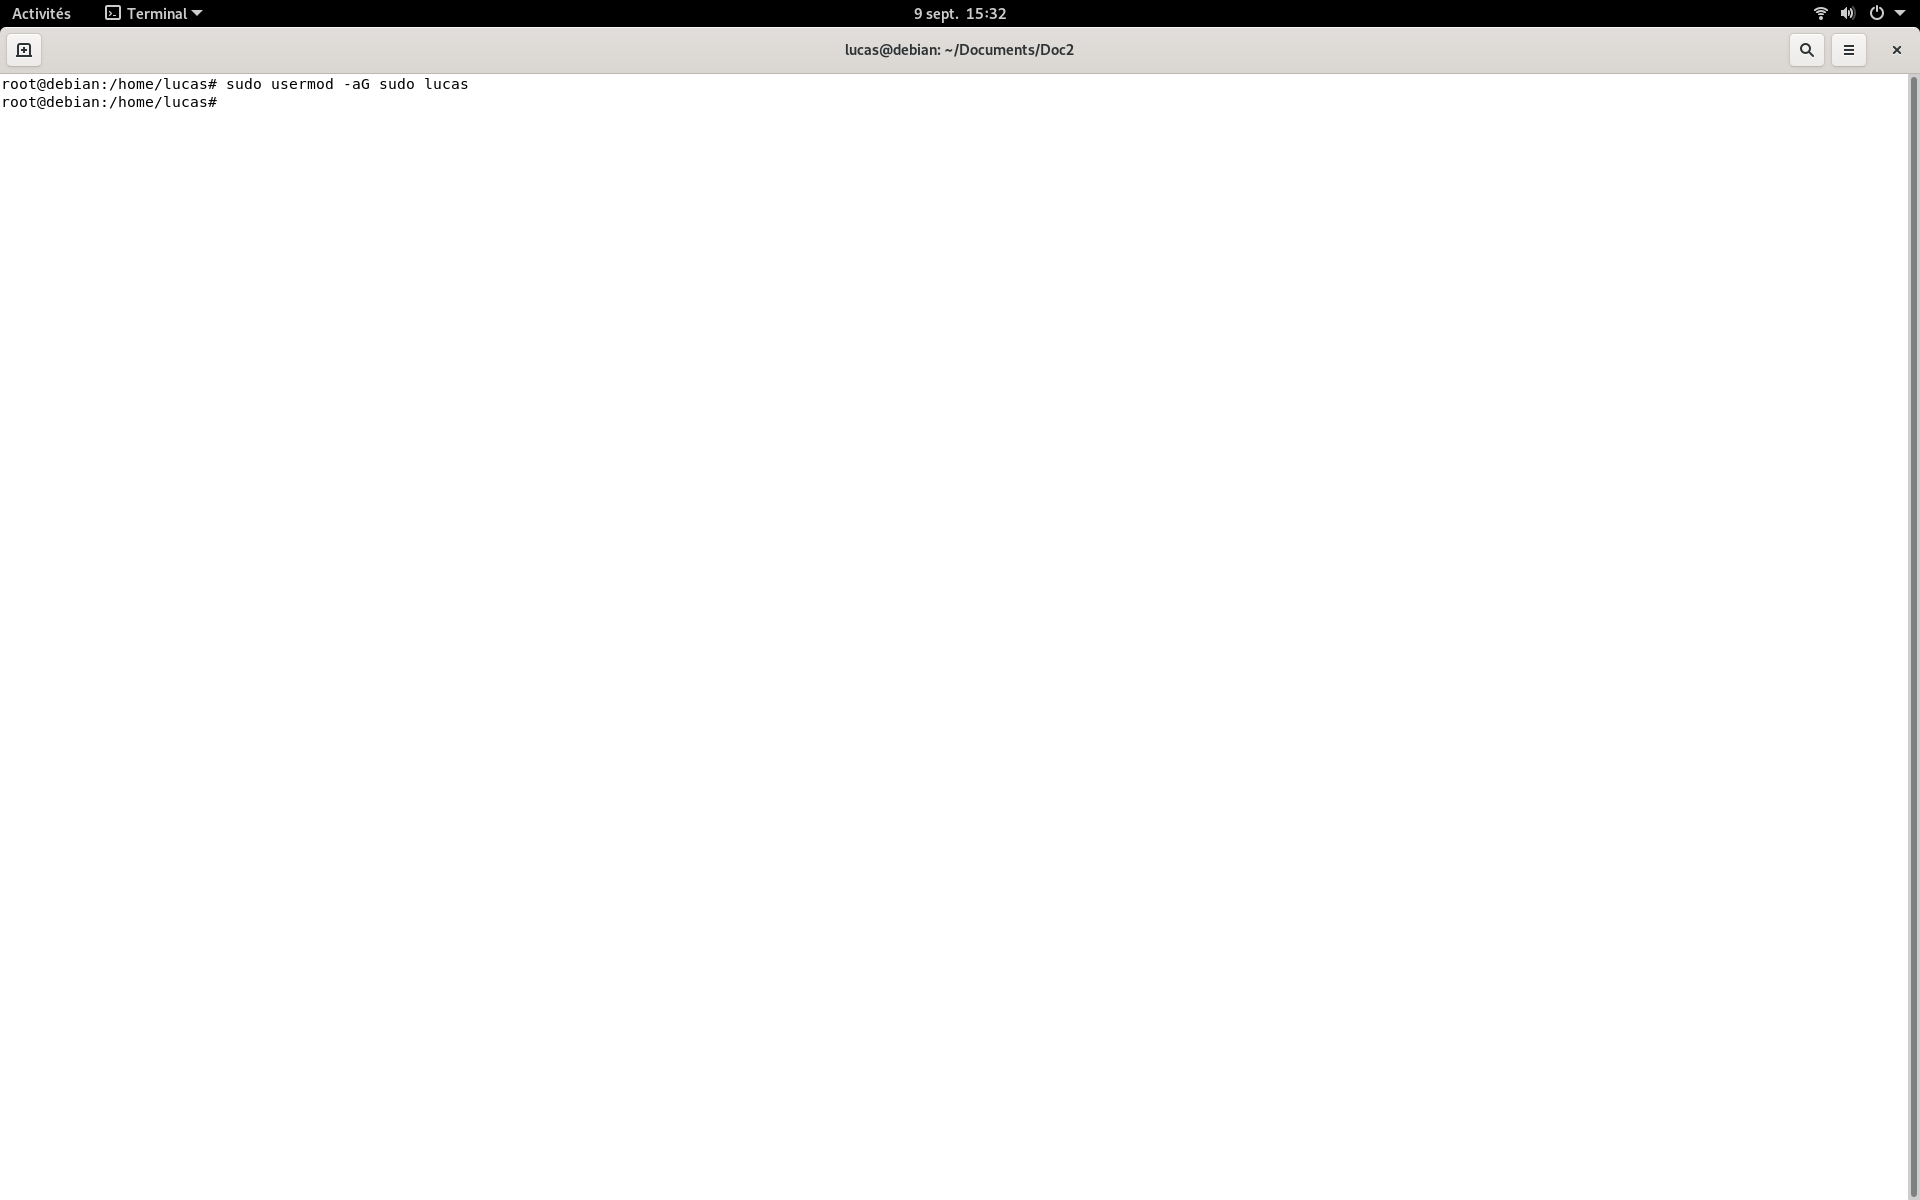 Activités Terminal 9 sept. 15:32
lucas@debian: ~/Documents/Doc2
root@debian:/home/lucas# sudo usermod -aG sudo lucas
root@debian:/home/lucas#